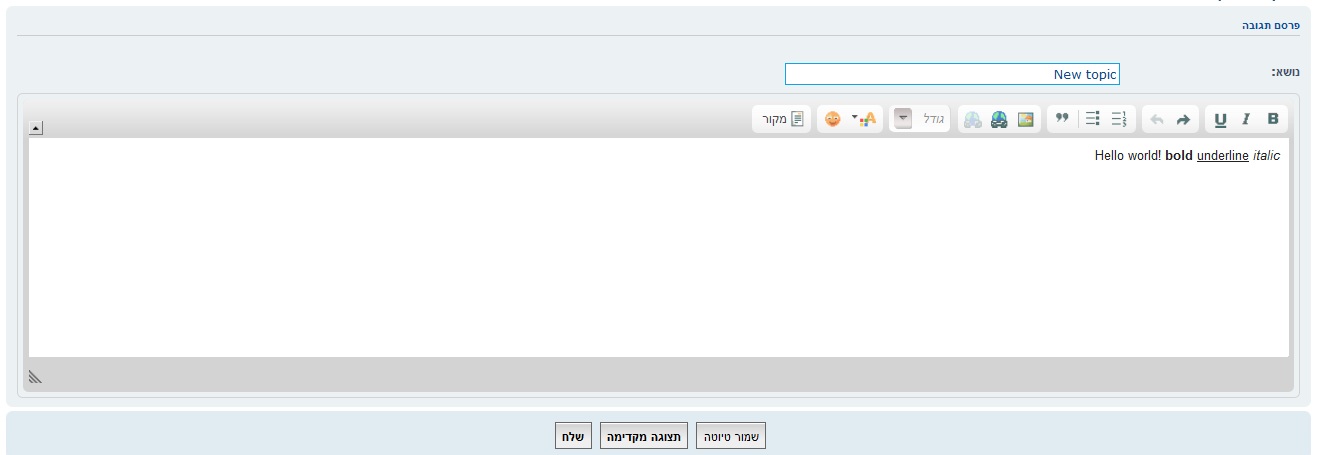 פרסם תגובה
נושא:
New topic
B I U
גודל
מקור
Hello world! bold underline italic
שמור טיוטה
תצוגה מקדימה
שלח